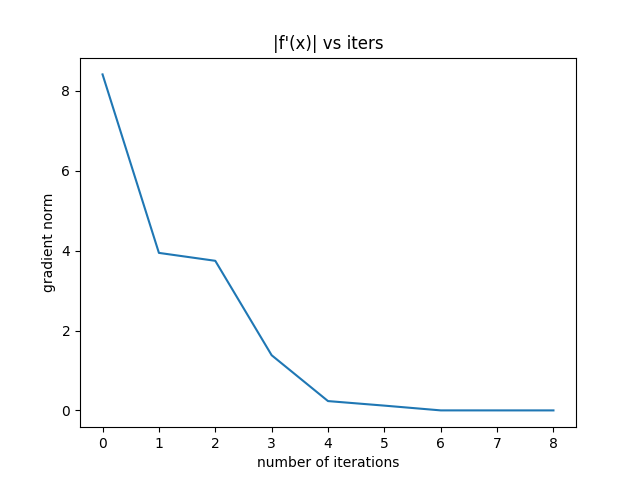 |f'(x)| vs iters
8
6
4
2
0
gradient norm
0 1 2 3 4 5 6 7 8
number of iterations